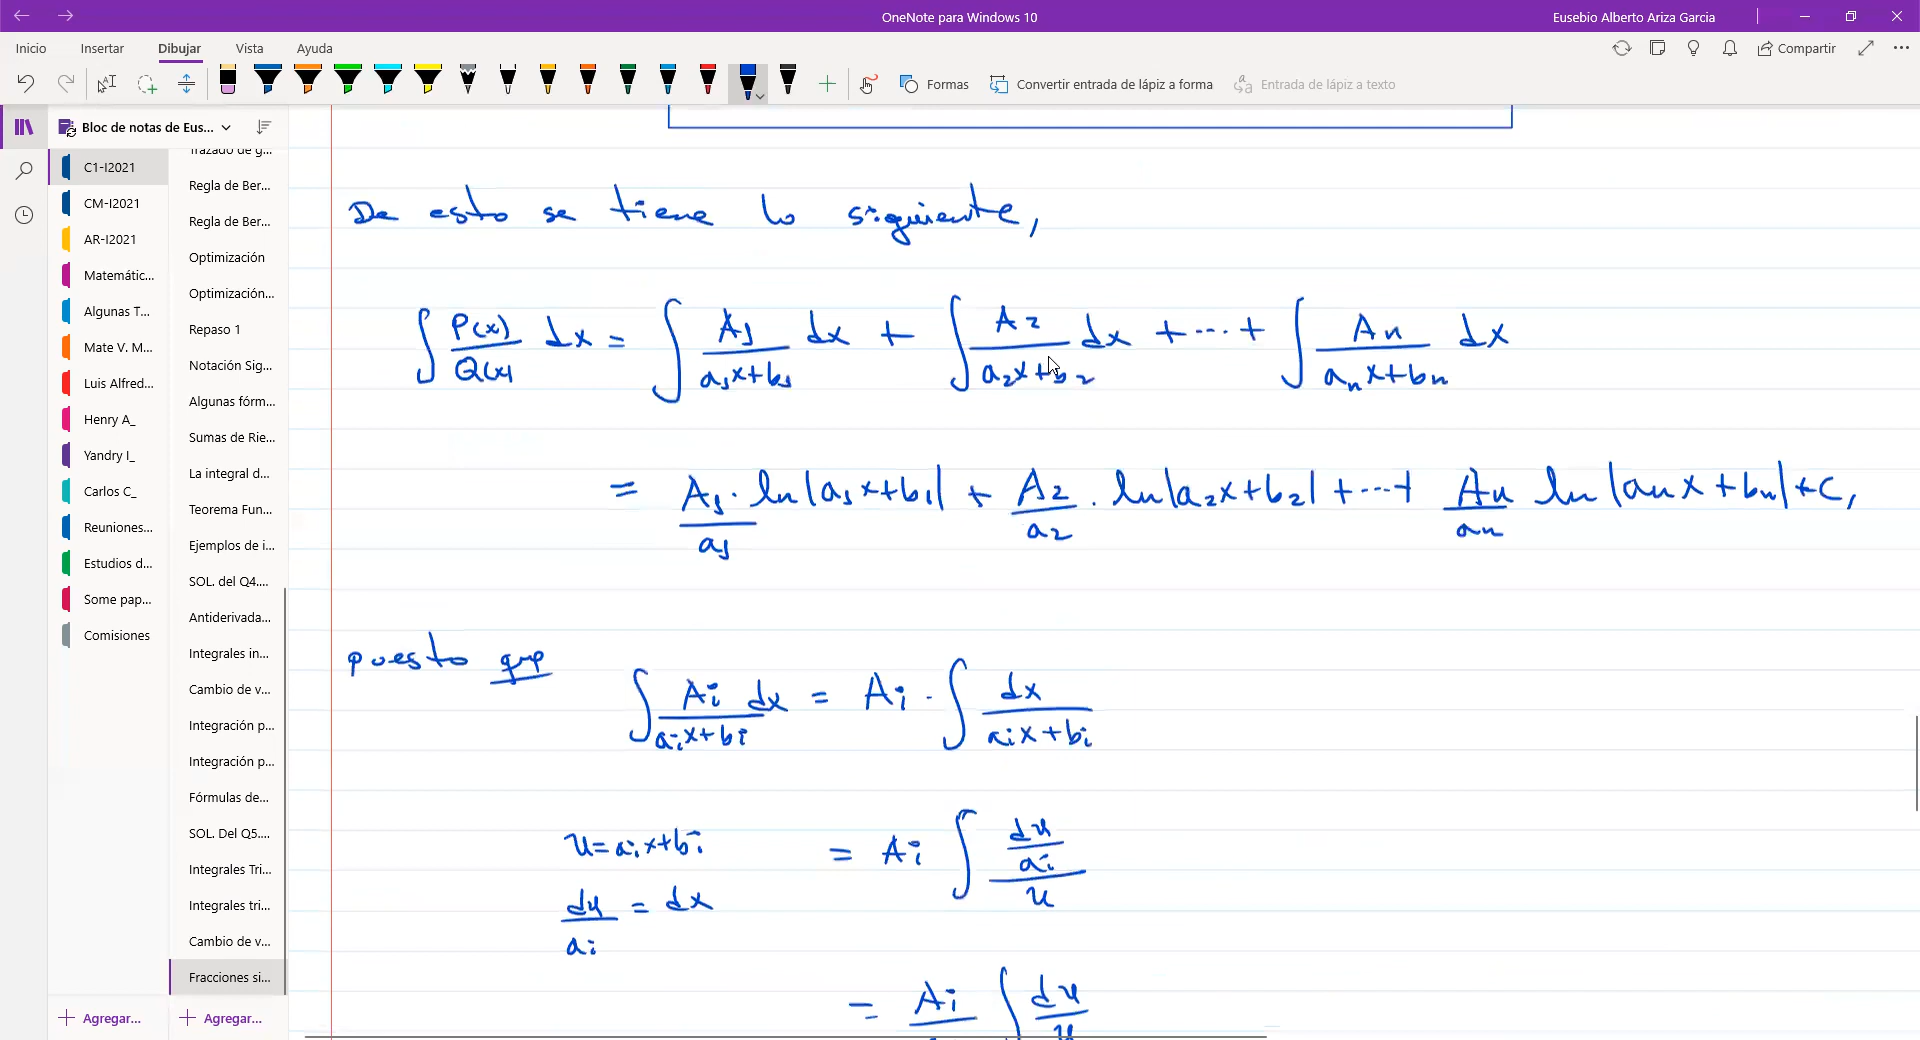 OneNote para Windows 10
Eusebio Alberto Ariza Garcia
Inicio Insertar Dibujar Vista Ayuda
Compartir
Formas
Convertir entrada de lápiz a forma
Entrada de lápiz a texto
Bloc de notas de Eus...
C1-I2021
CM-I2021
AR-I2021
Matemátic...
Algunas T...
Mate V. M...
Luis Alfred...
Henry A_
Yandry I_
Carlos C_
Reuniones...
Estudios d...
Some pap...
Comisiones
Agregar...
Trazado de g...
Regla de Ber...
Regla de Ber...
Optimización
Optimización...
Repaso 1
Notación Sig...
Algunas fórm...
Sumas de Rie...
La integral d...
Teorema Fun...
Ejemplos de i...
SOL. del Q4....
Antiderivada...
Integrales in...
Cambio de v...
Integración p...
Integración p...
Fórmulas de...
SOL. Del Q5....
Integrales Tri...
Integrales tri...
Cambio de v...
Fracciones si...
Agregar...
De esto se tiene lo siguiente,
∫ P(x)/Q(x) dx = ∫ A₁/(a₁x+b₁) dx + ∫ A₂/(a₂x+b₂) dx + ··· + ∫ Aₙ/(aₙx+bₙ) dx
= A₁/a₁ · ln|a₁x+b₁| + A₂/a₂ · ln|a₂x+b₂| + ··· + Aₙ/aₙ ln|aₙx+bₙ| + C,
puesto que
∫ Aᵢ dx/(aᵢx+bᵢ) = Aᵢ · ∫ dx/(aᵢx+bᵢ)
u = aᵢx+bᵢ
= Aᵢ ∫ (du/aᵢ)/u
du/aᵢ = dx